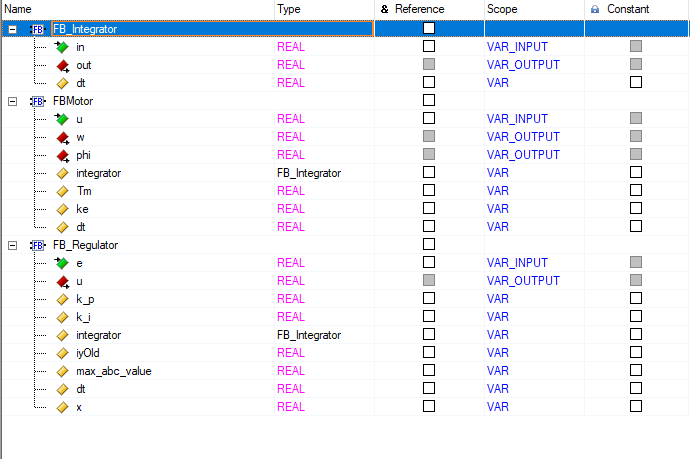 Name Type & Reference Scope Constant
FB FB_Integrator
in REAL VAR_INPUT
out REAL VAR_OUTPUT
dt REAL VAR
FB FBMotor
u REAL VAR_INPUT
w REAL VAR_OUTPUT
phi REAL VAR_OUTPUT
integrator FB_Integrator VAR
Tm REAL VAR
ke REAL VAR
dt REAL VAR
FB FB_Regulator
e REAL VAR_INPUT
u REAL VAR_OUTPUT
k_p REAL VAR
k_i REAL VAR
integrator FB_Integrator VAR
iyOld REAL VAR
max_abc_value REAL VAR
dt REAL VAR
x REAL VAR